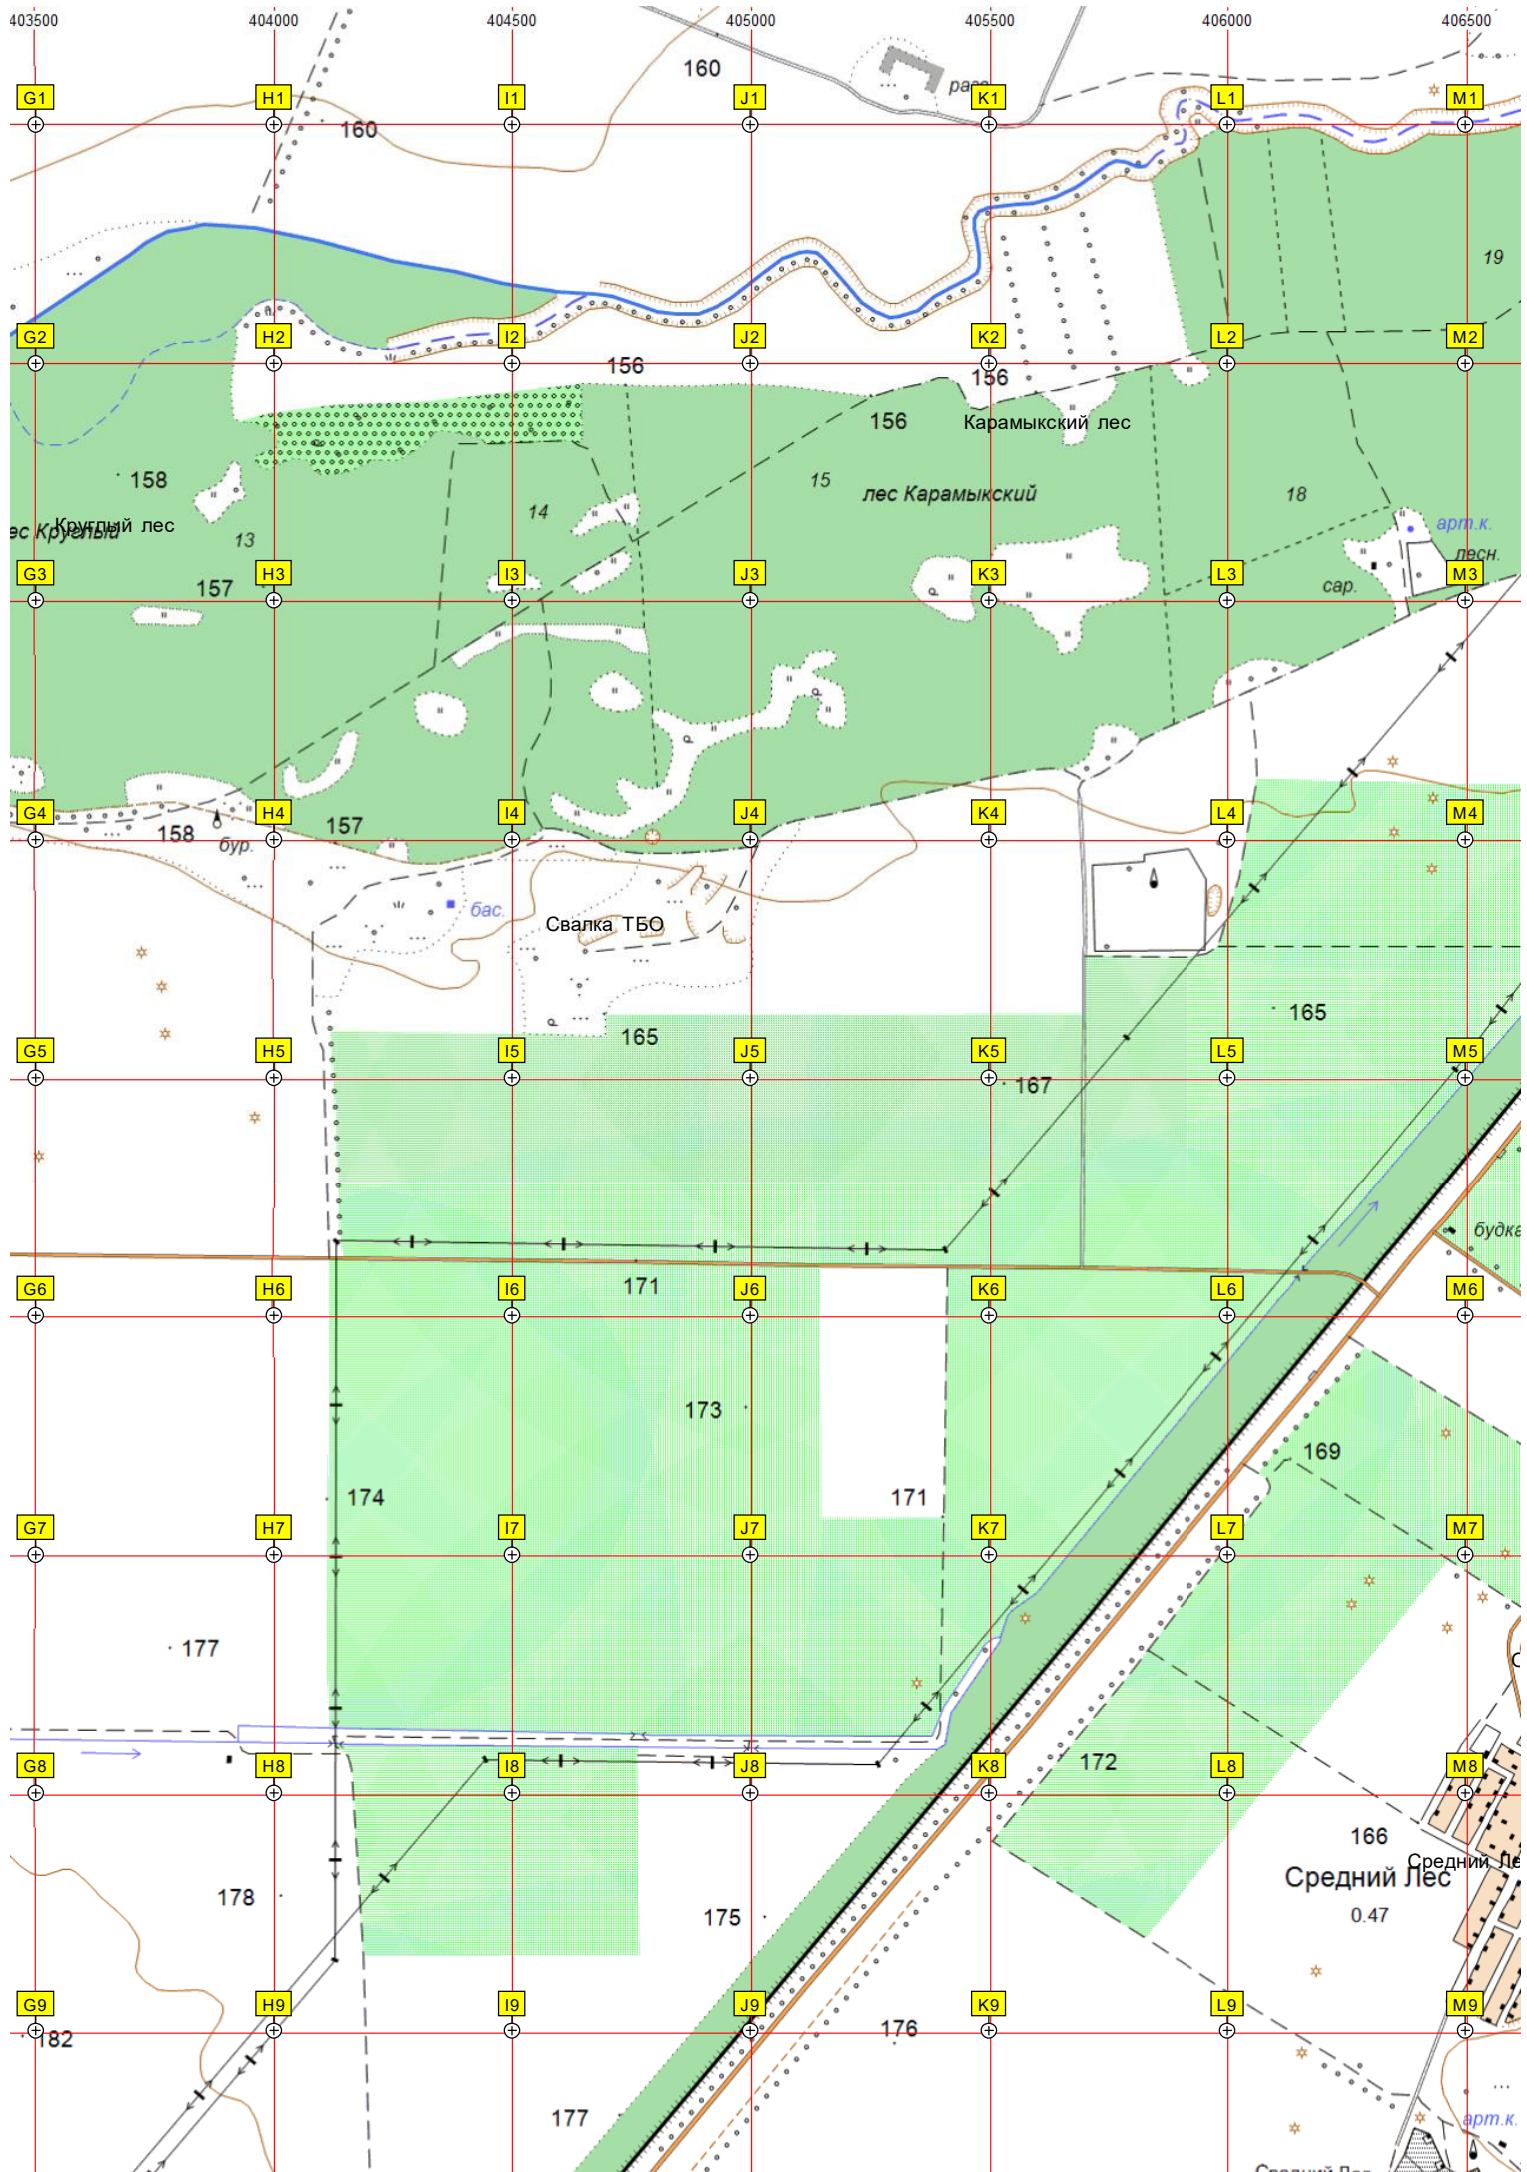 403500 404000 404500 405000 405500 406000 406500
160
G1 H1 I1 J1 K1 L1 M1
160
19
G2 H2 I2 J2 K2 L2 M2
156 156
156 Карамыкский лес
158 15 лес Карамыкский 18
14
Круглый лес арт.к.
13
лесн.
G3 H3 I3 J3 K3 L3 M3
157 сар.
G4 H4 I4 J4 K4 L4 M4
158 157
бур.
бас.
Свалка ТБО
165
165
G5 H5 I5 J5 K5 L5 M5
167
будка
G6 H6 I6 J6 K6 L6 M6
171
173
169
174 171
G7 H7 I7 J7 K7 L7 M7
177
G8 H8 I8 J8 K8 L8 M8
172
166
Средний Ле
Средний Лес
178
0.47
175
G9 H9 I9 J9 K9 L9 M9
182 176
177 арт.к.